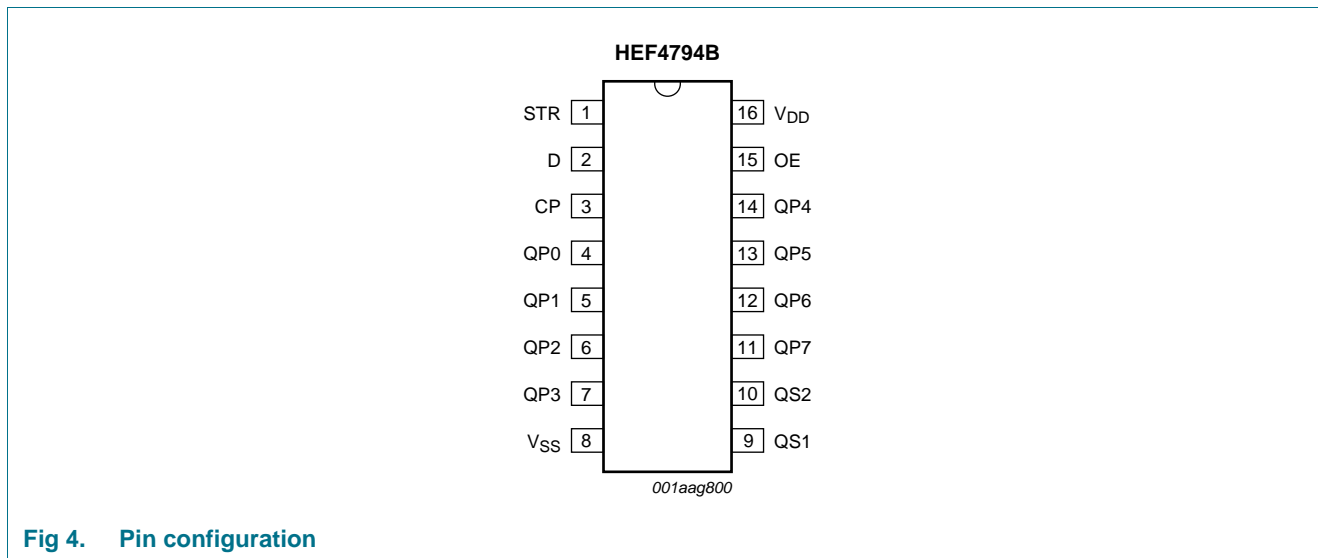 HEF4794B
STR 1 16 VDD
D 2 15 OE
CP 3 14 QP4
QP0 4 13 QP5
QP1 5 12 QP6
QP2 6 11 QP7
QP3 7 10 QS2
VSS 8 9 QS1
001aag800
Fig 4. Pin configuration